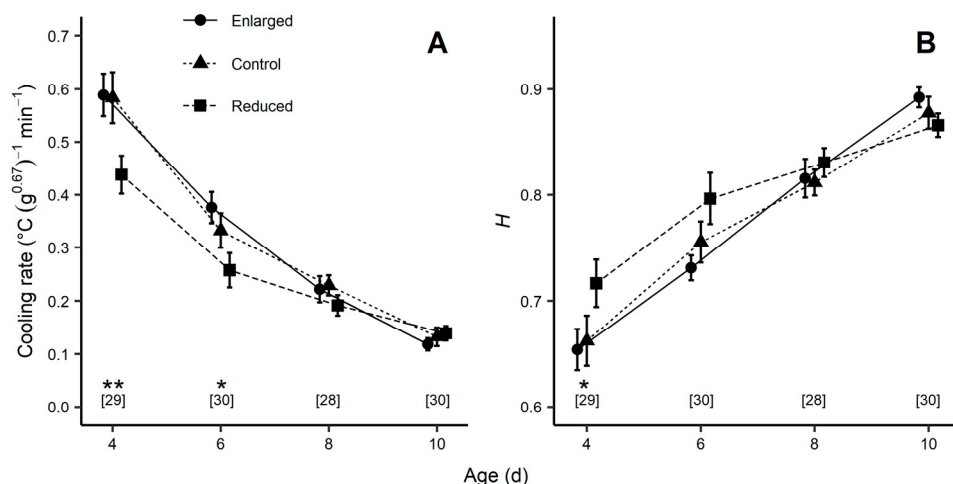 Enlarged
Control
Reduced
A
Cooling rate (°C (g^0.67)^−1 min^−1)
0.7
0.6
0.5
0.4
0.3
0.2
0.1
0.0
** *
[29] [30] [28] [30]
4 6 8 10
B
H
0.9
0.8
0.7
0.6
*
[29] [30] [28] [30]
4 6 8 10
Age (d)